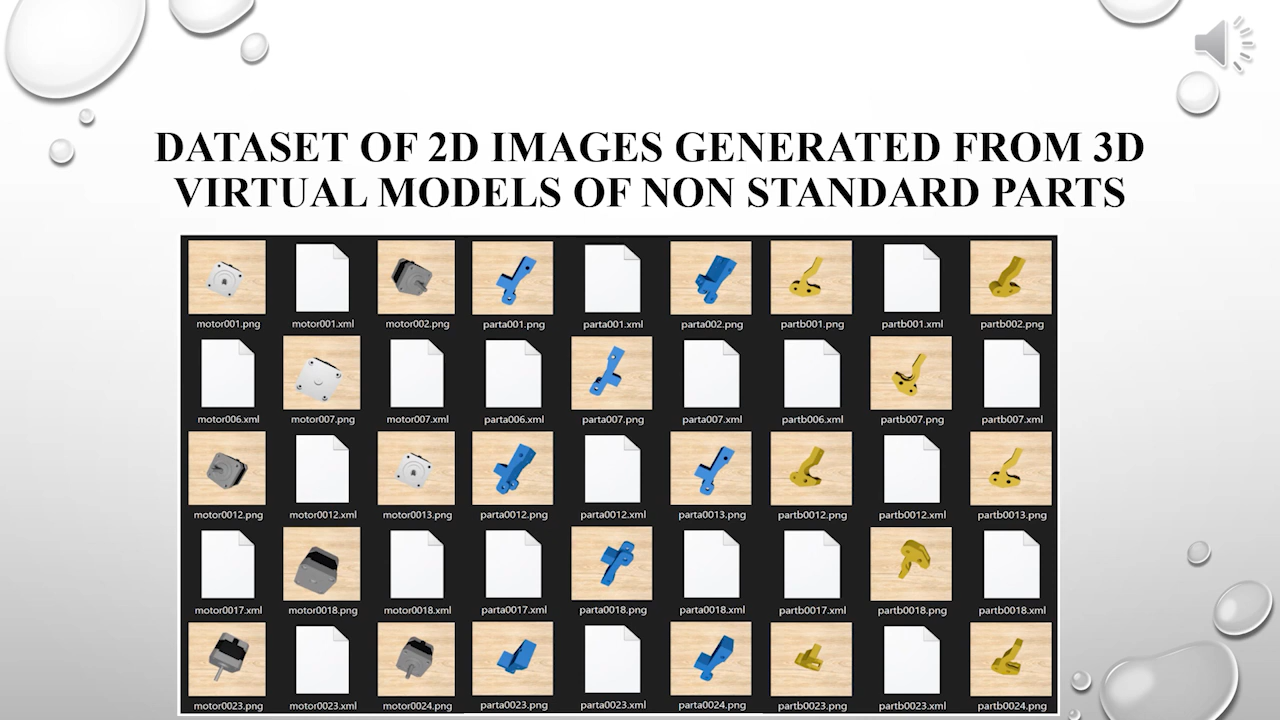 DATASET OF 2D IMAGES GENERATED FROM 3D
VIRTUAL MODELS OF NON STANDARD PARTS
motor001.png motor001.xml motor002.png parta001.png parta001.xml parta002.png partb001.png partb001.xml partb002.png
motor006.xml motor007.png motor007.xml parta006.xml parta007.png parta007.xml partb006.xml partb007.png partb007.xml
motor0012.png motor0012.xml motor0013.png parta0012.png parta0012.xml parta0013.png partb0012.png partb0012.xml partb0013.png
motor0017.xml motor0018.png motor0018.xml parta0017.xml parta0018.png parta0018.xml partb0017.xml partb0018.png partb0018.xml
motor0023.png motor0023.xml motor0024.png parta0023.png parta0023.xml parta0024.png partb0023.png partb0023.xml partb0024.png